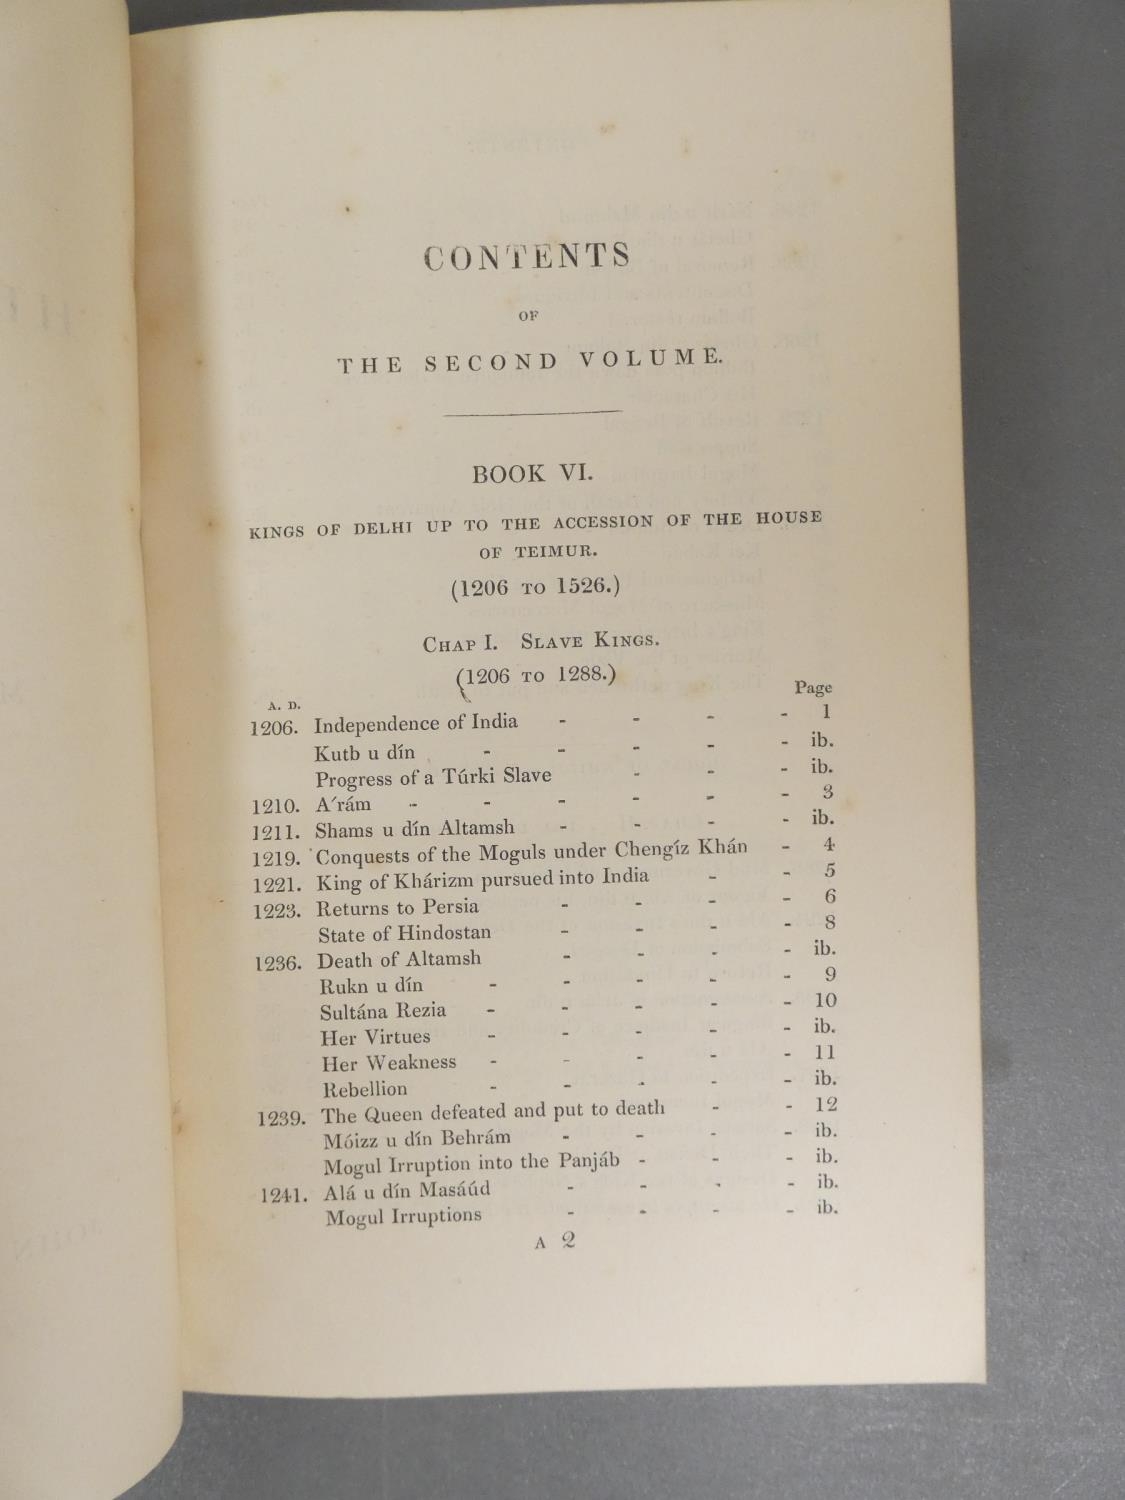 CONTENTS
OF
THE SECOND VOLUME.
BOOK VI.
KINGS OF DELHI UP TO THE ACCESSION OF THE HOUSE
OF TEIMUR.
(1206 TO 1526.)
CHAP I. SLAVE KINGS.
(1206 TO 1288.)
A. D. Page
1206. Independence of India - - - - 1
Kutb u dín - - - - - ib.
Progress of a Túrki Slave - - - ib.
1210. A'rám - - - - - - 3
1211. Shams u dín Altamsh - - - - ib.
1219. Conquests of the Moguls under Chengíz Khán - 4
1221. King of Khárizm pursued into India - - 5
1223. Returns to Persia - - - - 6
State of Hindostan - - - - 8
1236. Death of Altamsh - - - - ib.
Rukn u dín - - - - - 9
Sultána Rezia - - - - - 10
Her Virtues - - - - - ib.
Her Weakness - - - - - 11
Rebellion - - - - - ib.
1239. The Queen defeated and put to death - - 12
Móizz u dín Behrám - - - - ib.
Mogul Irruption into the Panjáb - - - ib.
1241. Alá u dín Masáúd - - - - ib.
Mogul Irruptions - - - - ib.
A 2